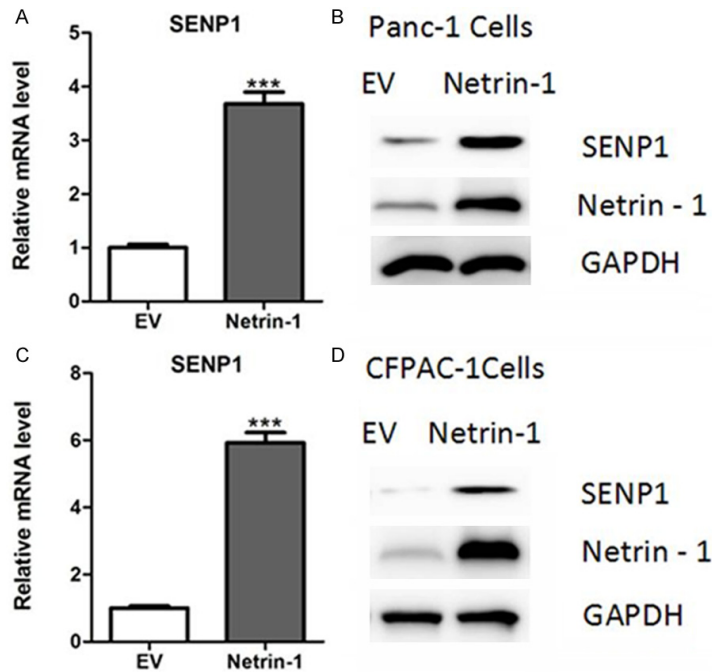 A
SENP1
Relative mRNA level
5
4
3
2
1
0
***
EV
Netrin-1
B
Panc-1 Cells
EV Netrin-1
SENP1
Netrin - 1
GAPDH
C
SENP1
Relative mRNA level
8
6
4
2
0
***
EV
Netrin-1
D
CFPAC-1Cells
EV Netrin-1
SENP1
Netrin - 1
GAPDH